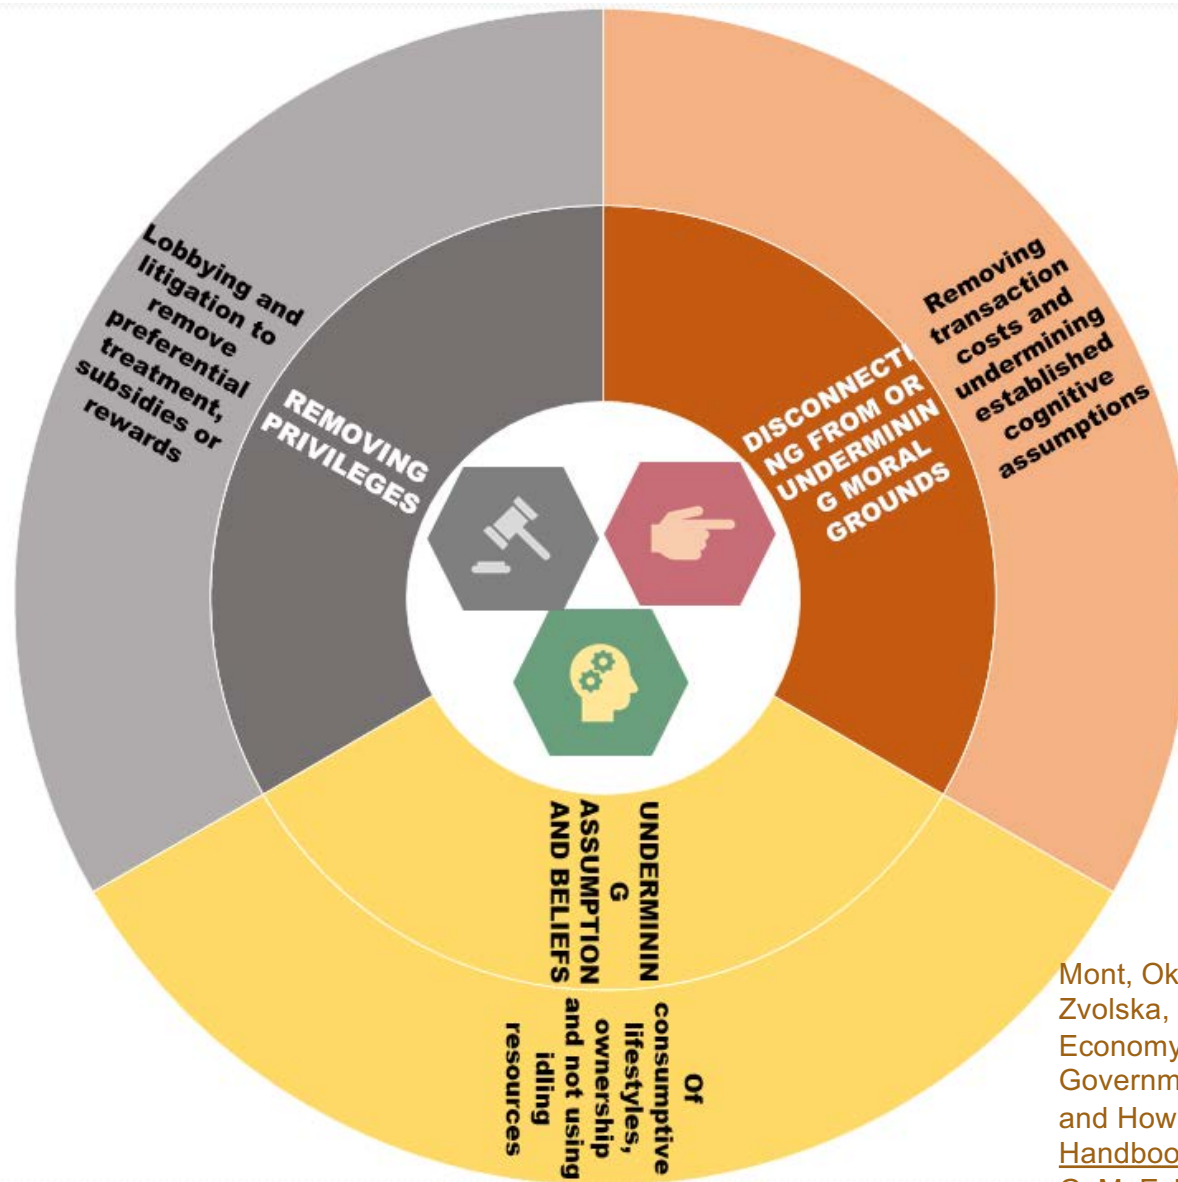 Lobbying and
litigation to
remove
preferential
treatment,
subsidies or
rewards
REMOVING
PRIVILEGES
DISCONNECTI
NG FROM OR
UNDERMININ
G MORAL
GROUNDS
Removing
transaction
costs and
undermining
established
cognitive
assumptions
UNDERMININ
G
ASSUMPTION
AND BELIEFS
Of
consumptive
lifestyles,
ownership
and not using
idling
resources
Mont, Ok
Zvolska,
Economy
Governm
and How
Handboo